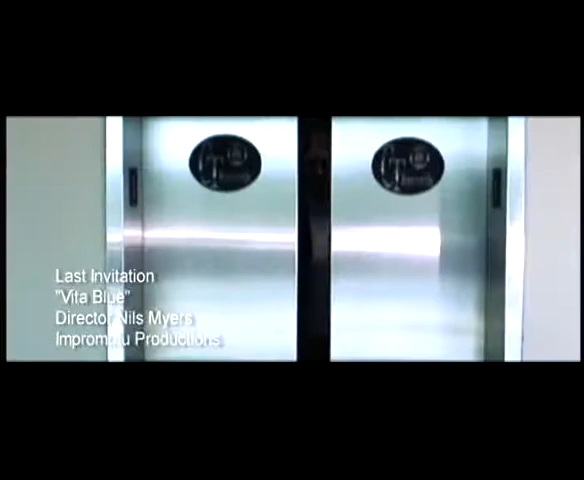 Last Invitation
"Vita Blue"
Director Nils Myers
Impromptu Productions